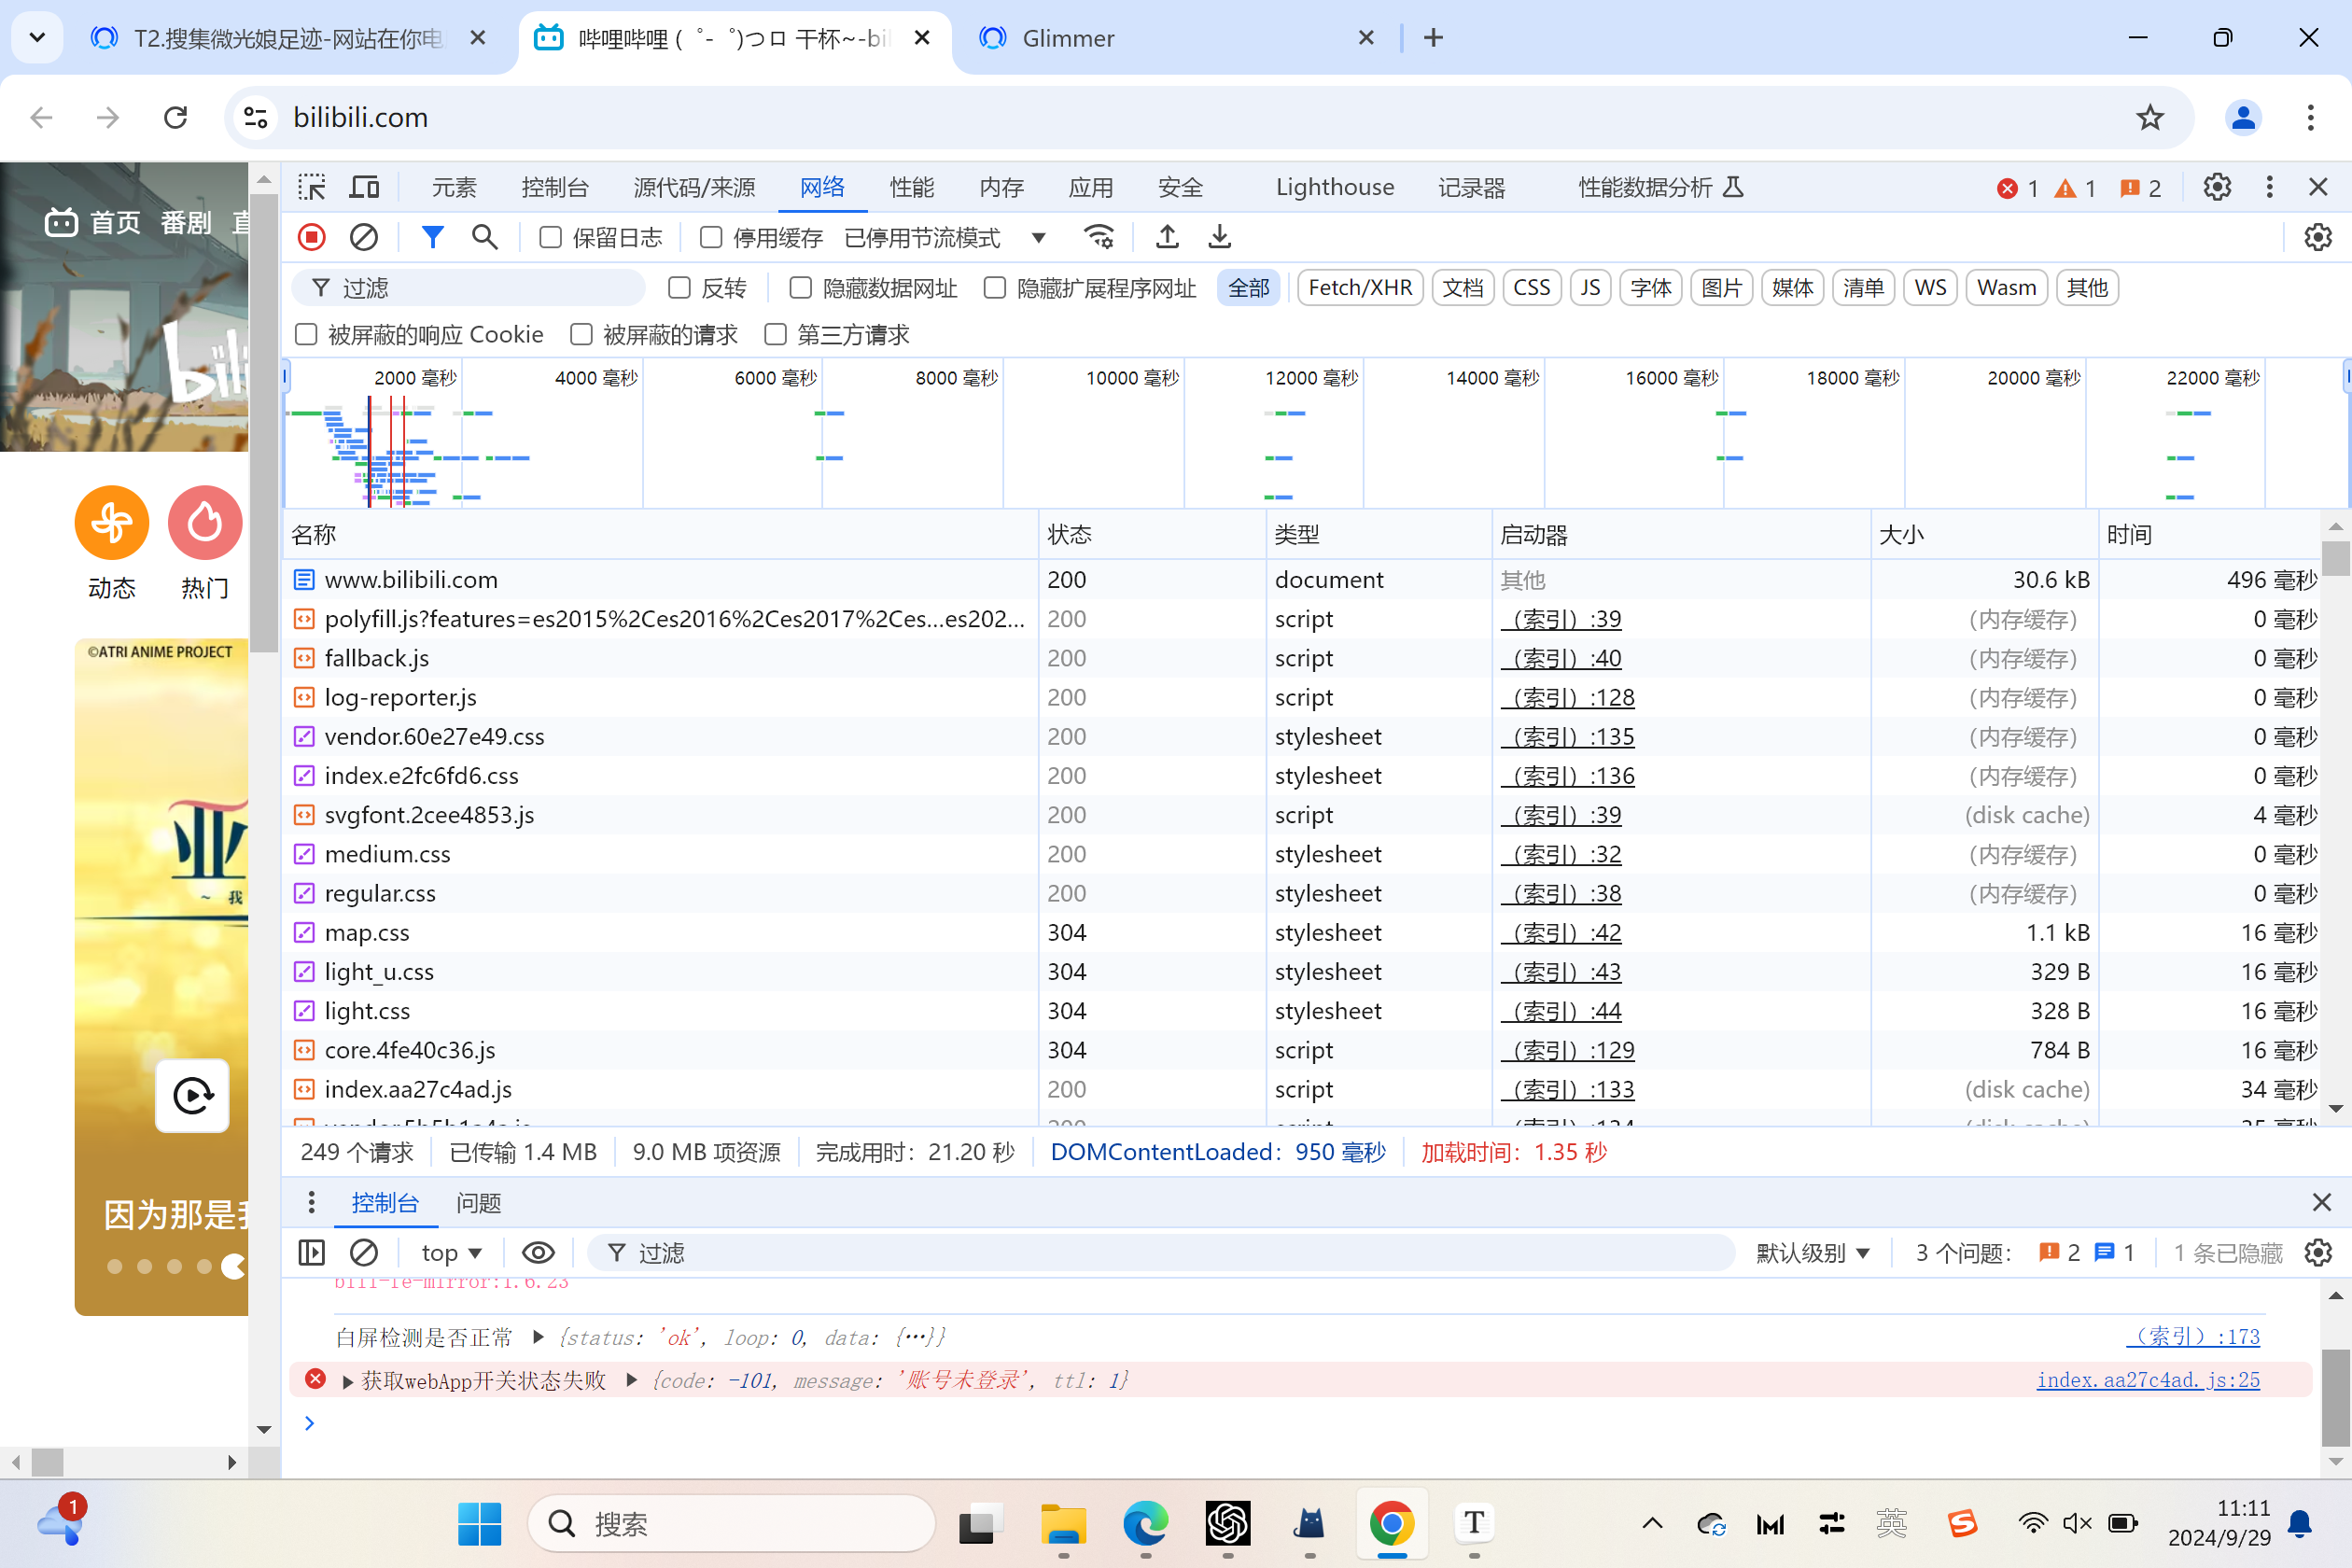 T2.搜集微光娘足迹-网站在你电
哔哩哔哩 (゜-゜)つロ 干杯~-bil
Glimmer
bilibili.com
首页 番剧 直
动态 热门
©ATRI ANIME PROJECT
亚
~ 我
因为那是我
元素 控制台 源代码/来源 网络 性能 内存 应用 安全 Lighthouse 记录器 性能数据分析 1 1 2
保留日志 停用缓存 已停用节流模式
过滤 反转 隐藏数据网址 隐藏扩展程序网址 全部 Fetch/XHR 文档 CSS JS 字体 图片 媒体 清单 WS Wasm 其他
被屏蔽的响应 Cookie 被屏蔽的请求 第三方请求
2000 毫秒 4000 毫秒 6000 毫秒 8000 毫秒 10000 毫秒 12000 毫秒 14000 毫秒 16000 毫秒 18000 毫秒 20000 毫秒 22000 毫秒
名称 状态 类型 启动器 大小 时间
www.bilibili.com 200 document 其他 30.6 kB 496 毫秒
polyfill.js?features=es2015%2Ces2016%2Ces2017%2Ces...es202... 200 script （索引）:39 （内存缓存） 0 毫秒
fallback.js 200 script （索引）:40 （内存缓存） 0 毫秒
log-reporter.js 200 script （索引）:128 （内存缓存） 0 毫秒
vendor.60e27e49.css 200 stylesheet （索引）:135 （内存缓存） 0 毫秒
index.e2fc6fd6.css 200 stylesheet （索引）:136 （内存缓存） 0 毫秒
svgfont.2cee4853.js 200 script （索引）:39 (disk cache) 4 毫秒
medium.css 200 stylesheet （索引）:32 （内存缓存） 0 毫秒
regular.css 200 stylesheet （索引）:38 （内存缓存） 0 毫秒
map.css 304 stylesheet （索引）:42 1.1 kB 16 毫秒
light_u.css 304 stylesheet （索引）:43 329 B 16 毫秒
light.css 304 stylesheet （索引）:44 328 B 16 毫秒
core.4fe40c36.js 304 script （索引）:129 784 B 16 毫秒
index.aa27c4ad.js 200 script （索引）:133 (disk cache) 34 毫秒
249 个请求 已传输 1.4 MB 9.0 MB 项资源 完成用时：21.20 秒 DOMContentLoaded：950 毫秒 加载时间：1.35 秒
控制台 问题
top 过滤 默认级别 3 个问题： 2 1 1 条已隐藏
bili-fe-mirror:1.6.23
白屏检测是否正常 {status: 'ok', loop: 0, data: {…}} （索引）:173
获取webApp开关状态失败 {code: -101, message: '账号未登录', ttl: 1} index.aa27c4ad.js:25
1 搜索 T 英 11:11
2024/9/29